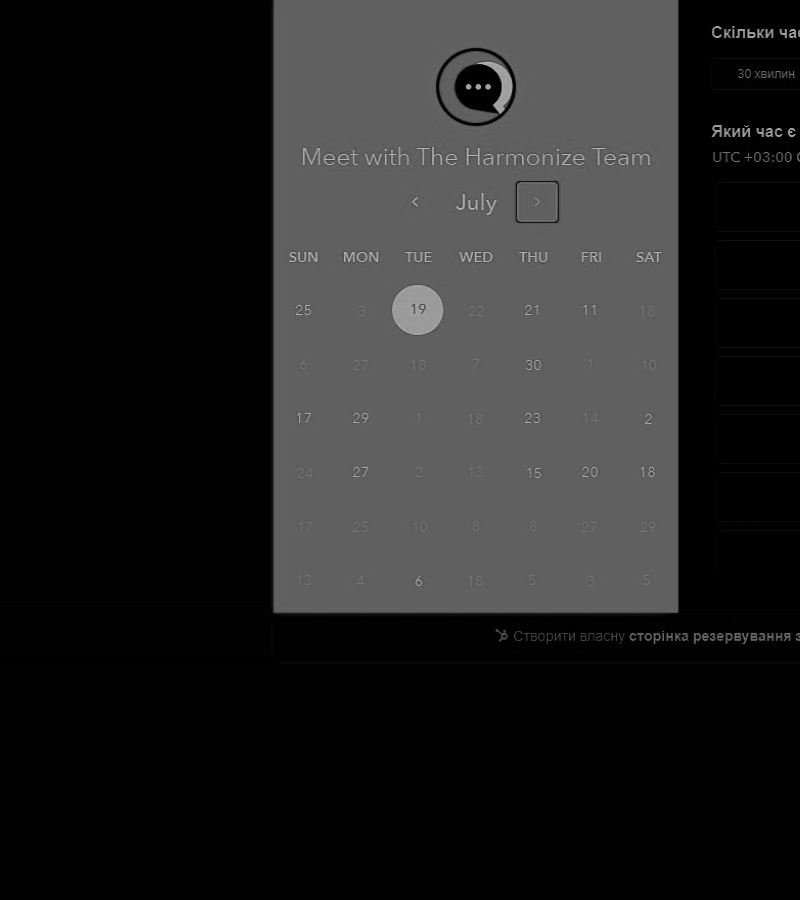 Meet with The Harmonize Team
July
SUN MON TUE WED THU FRI SAT
25 3 19 22 21 11 18
6 27 18 7 30 1 10
17 29 1 18 23 14 2
24 27 2 13 15 20 18
17 25 10 8 8 27 29
13 4 6 18 5 3 5
Скільки
30 хвилин
Який час є
UTC +03:00
Створити власну сторінка резервування